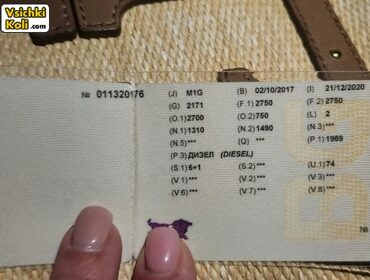 Vsichki
Koli.com
№ 011320176
(J) M1G (B) 02/10/2017 (I) 21/12/2020
(G) 2171 (F.1) 2750 (F.2) 2750
(O.1) 2700 (O.2) 750 (L) 2
(N.1) 1310 (N.2) 1490 (N.3) ***
(N.5) *** (Q) *** (P.1) 1969
(P.3) ДИЗЕЛ (DIESEL)
(S.1) 6+1 (S.2) *** (U.1) 74
(V.1) *** (V.2) *** (V.3) ***
(V.6) *** (V.7) *** (V.8) ***
BG
№